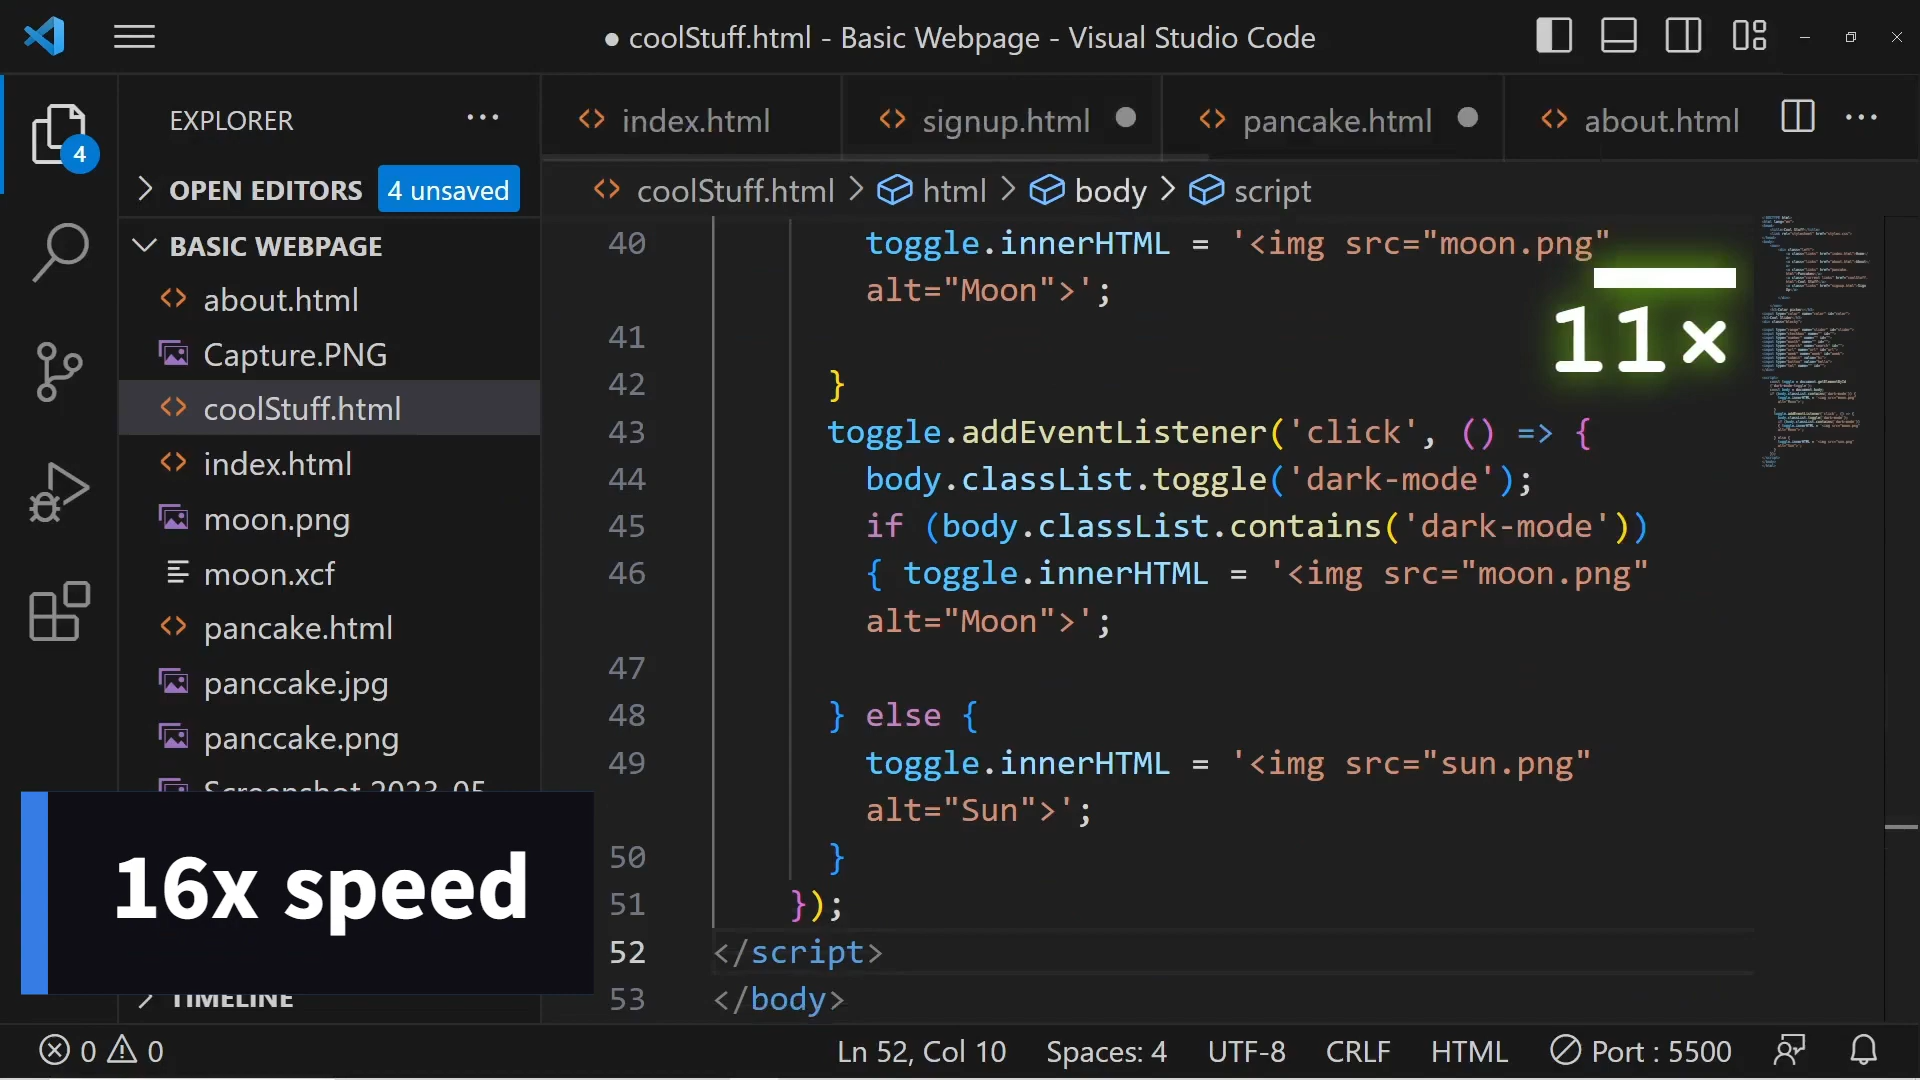 ● coolStuff.html - Basic Webpage - Visual Studio Code
EXPLORER
index.html
signup.html
pancake.html
about.html
4
OPEN EDITORS 4 unsaved
coolStuff.html > html > body > script
BASIC WEBPAGE
about.html
Capture.PNG
coolStuff.html
index.html
moon.png
moon.xcf
pancake.html
panccake.jpg
panccake.png
Screenshot 2023-05
TIMELINE
40 toggle.innerHTML = '<img src="moon.png"
alt="Moon">';
41
42 }
43 toggle.addEventListener('click', () => {
44 body.classList.toggle('dark-mode');
45 if (body.classList.contains('dark-mode'))
46 { toggle.innerHTML = '<img src="moon.png"
alt="Moon">';
47
48 } else {
49 toggle.innerHTML = '<img src="sun.png"
alt="Sun">';
50 }
51 });
52 </script>
53 </body>
11×
16x speed
0 0
Ln 52, Col 10 Spaces: 4 UTF-8 CRLF HTML Port : 5500